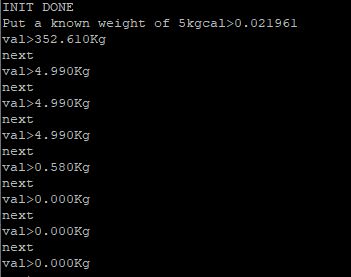 INIT DONE
Put a known weight of 5kgcal>0.021961
val>352.610Kg
next
val>4.990Kg
next
val>4.990Kg
next
val>4.990Kg
next
val>0.580Kg
next
val>0.000Kg
next
val>0.000Kg
next
val>0.000Kg